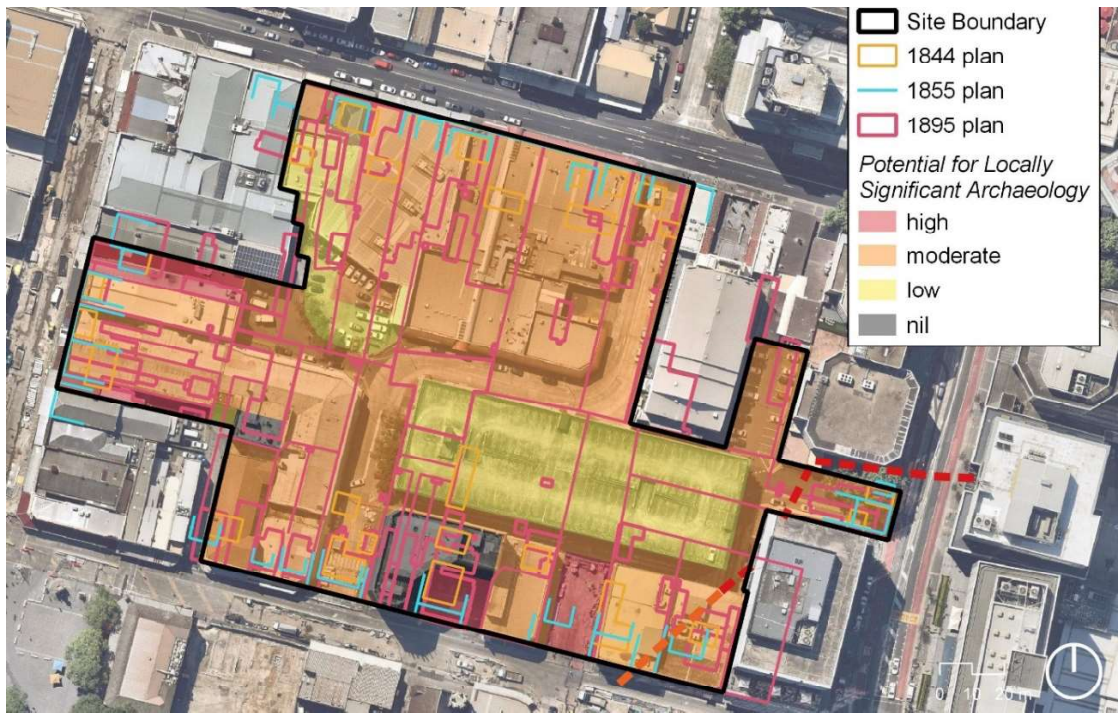 Site Boundary
1844 plan
1855 plan
1895 plan
Potential for Locally
Significant Archaeology
high
moderate
low
nil
0 10 20 m